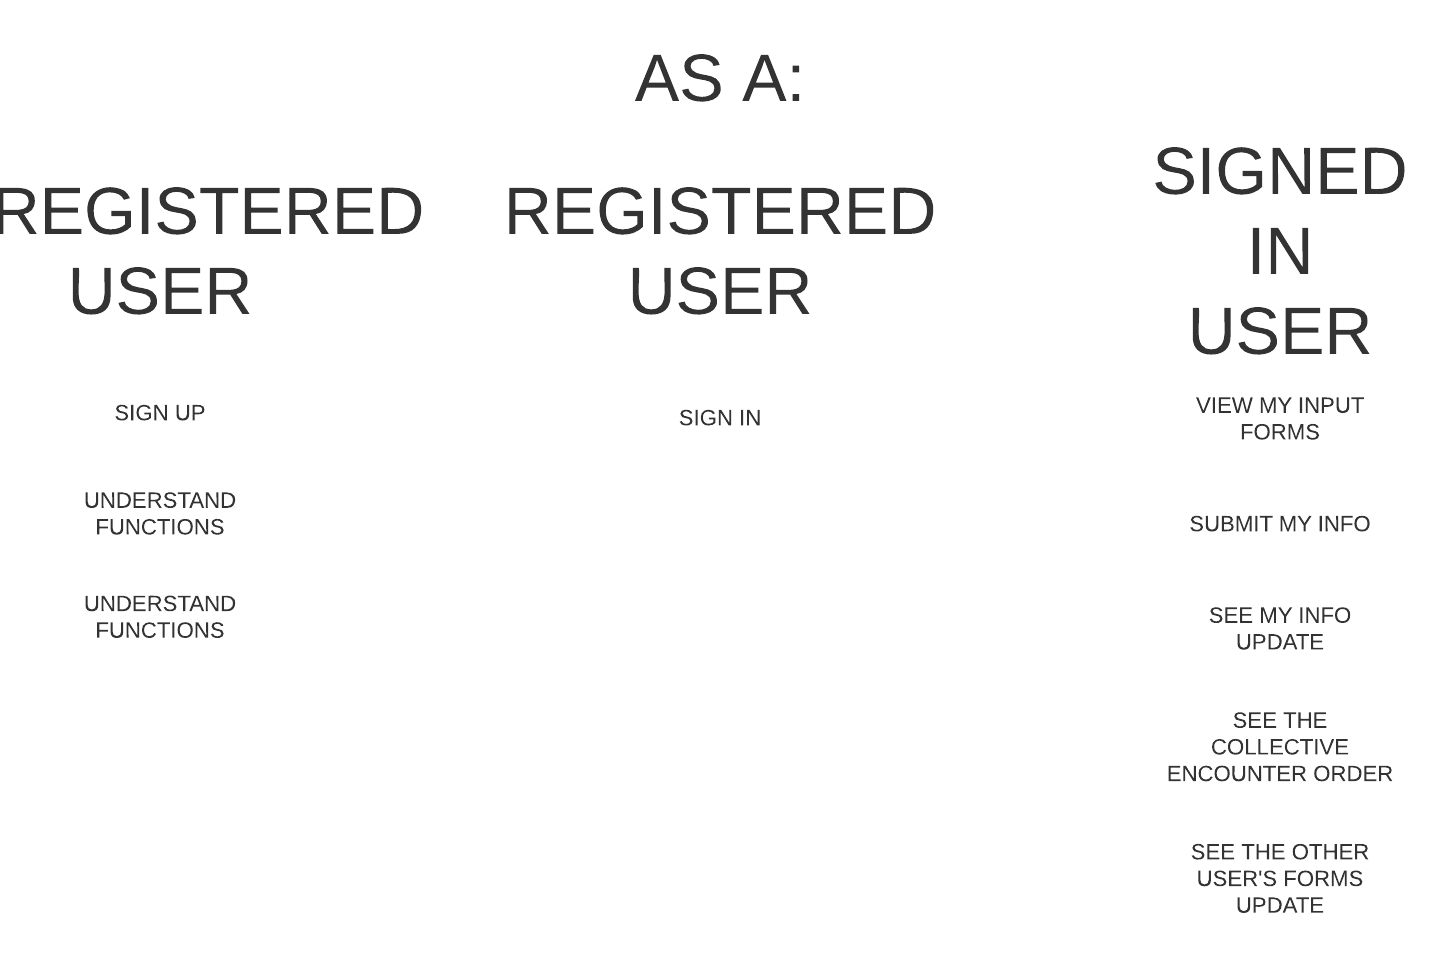 AS A:
REGISTERED
USER
SIGN UP
UNDERSTAND
FUNCTIONS
UNDERSTAND
FUNCTIONS
REGISTERED
USER
SIGN IN
SIGNED
IN
USER
VIEW MY INPUT
FORMS
SUBMIT MY INFO
SEE MY INFO
UPDATE
SEE THE
COLLECTIVE
ENCOUNTER ORDER
SEE THE OTHER
USER'S FORMS
UPDATE